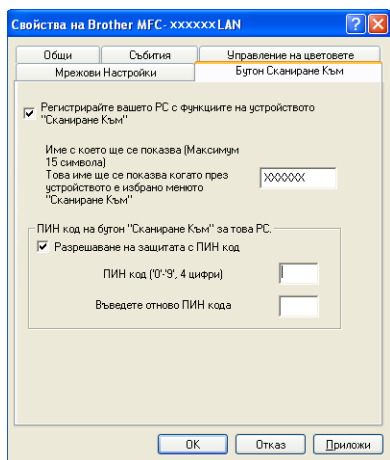 Свойства на Brother MFC-xxxxxxLAN
Общи Събития Управление на цветовете
Мрежови Настройки Бутон Сканиране Към
Регистрирайте вашето PC с функциите на устройството
"Сканиране Към"
Име с което ще се показва (Максимум
15 символа)
Това име ще се показва когато през
устройството е избрано менюто
"Сканиране Към"
XXXXXX
ПИН код на бутон "Сканиране Към" за това PC.
Разрешаване на защитата с ПИН код
ПИН код ('0'-'9', 4 цифри)
Въведете отново ПИН кода
OK Отказ Приложи